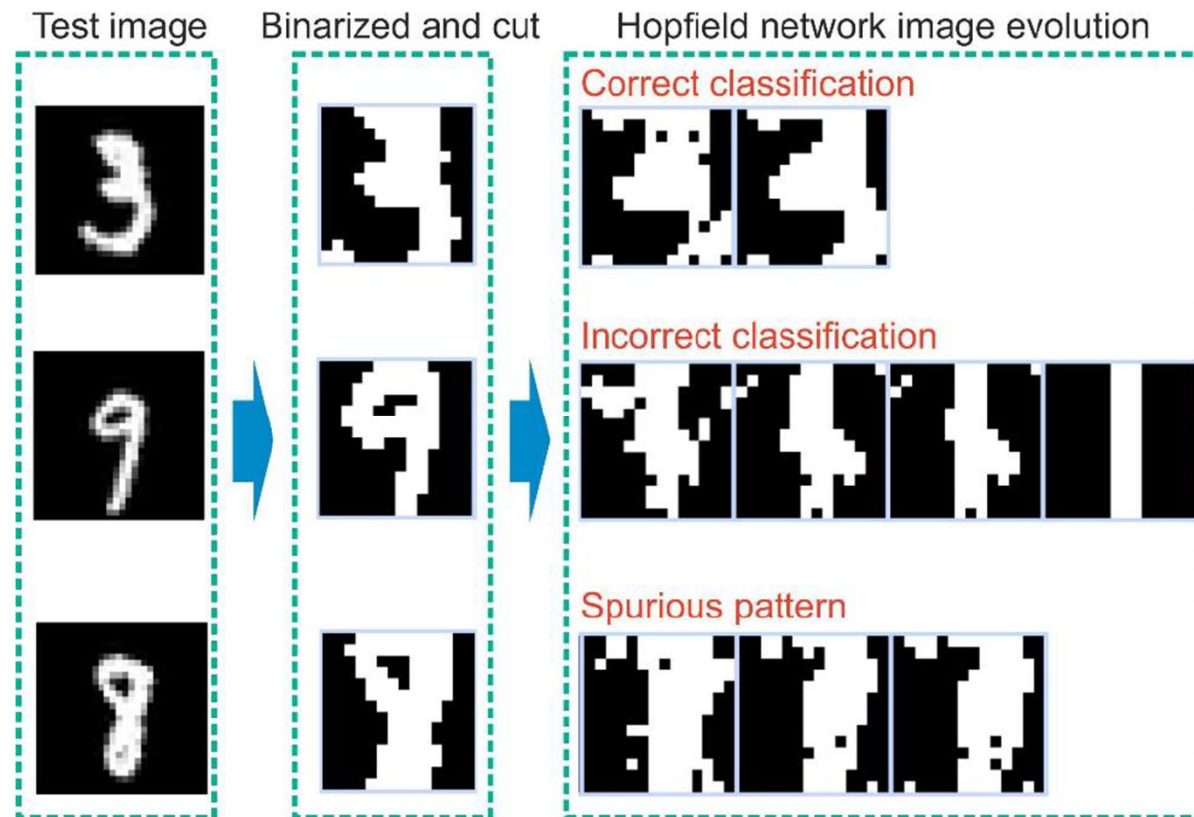 Test image
Binarized and cut
Hopfield network image evolution
Correct classification
Incorrect classification
Spurious pattern